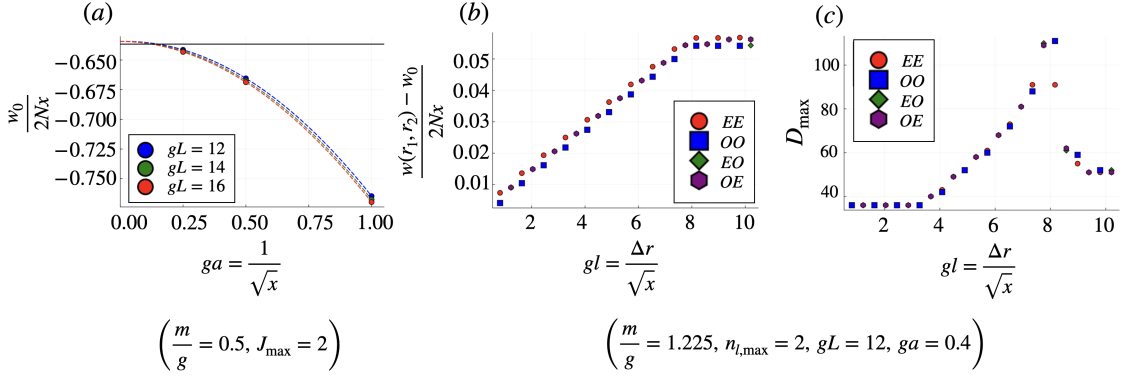 (a)
w₀/2Nx
−0.650
−0.675
−0.700
−0.725
−0.750
gL = 12
gL = 14
gL = 16
0.00 0.25 0.50 0.75 1.00
ga = 1/√x
(m/g = 0.5, J_max = 2)
(b)
w(r₁, r₂) − w₀/2Nx
0.05
0.04
0.03
0.02
0.01
EE
OO
EO
OE
2 4 6 8 10
gl = Δr/√x
(c)
D_max
100
80
60
40
EE
OO
EO
OE
2 4 6 8 10
gl = Δr/√x
(m/g = 1.225, n_l,max = 2, gL = 12, ga = 0.4)